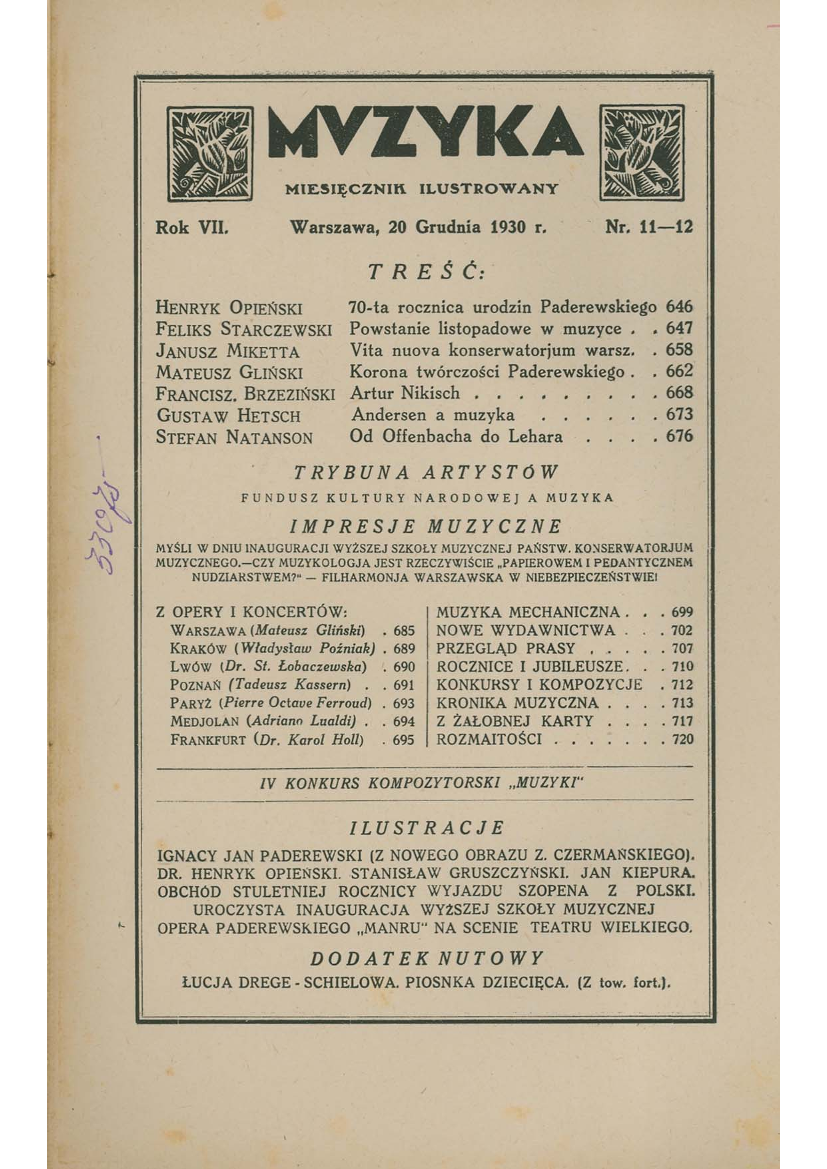 MVZYKA
MIESIĘCZNIK ILUSTROWANY
Rok VII. Warszawa, 20 Grudnia 1930 r. Nr. 11—12
TREŚĆ:
HENRYK OPIEŃSKI 70-ta rocznica urodzin Paderewskiego 646
FELIKS STARCZEWSKI Powstanie listopadowe w muzyce . . 647
JANUSZ MIKETTA Vita nuova konserwatorjum warsz. . 658
MATEUSZ GLIŃSKI Korona twórczości Paderewskiego . . 662
FRANCISZ. BRZEZIŃSKI Artur Nikisch . . . . . . . . . 668
GUSTAW HETSCH Andersen a muzyka . . . . . . 673
STEFAN NATANSON Od Offenbacha do Lehara . . . . 676
TRYBUNA ARTYSTÓW
FUNDUSZ KULTURY NARODOWEJ A MUZYKA
IMPRESJE MUZYCZNE
MYŚLI W DNIU INAUGURACJI WYŻSZEJ SZKOŁY MUZYCZNEJ PAŃSTW. KONSERWATORJUM
MUZYCZNEGO.—CZY MUZYKOLOGJA JEST RZECZYWIŚCIE „PAPIEROWEM I PEDANTYCZNEM
NUDZIARSTWEM?" — FILHARMONJA WARSZAWSKA W NIEBEZPIECZEŃSTWIE!
Z OPERY I KONCERTÓW:
WARSZAWA (Mateusz Gliński) . 685
KRAKÓW (Władysław Poźniak) . 689
LWÓW (Dr. St. Łobaczewska) . 690
POZNAŃ (Tadeusz Kassern) . . 691
PARYŻ (Pierre Octave Ferroud) . 693
MEDJOLAN (Adriano Lualdi) . . 694
FRANKFURT (Dr. Karol Holl) . 695
MUZYKA MECHANICZNA . . . 699
NOWE WYDAWNICTWA . . . 702
PRZEGLĄD PRASY . . . . . 707
ROCZNICE I JUBILEUSZE . . . 710
KONKURSY I KOMPOZYCJE . 712
KRONIKA MUZYCZNA . . . . 713
Z ŻAŁOBNEJ KARTY . . . . 717
ROZMAITOŚCI . . . . . . . 720
IV KONKURS KOMPOZYTORSKI „MUZYKI"
ILUSTRACJE
IGNACY JAN PADEREWSKI (Z NOWEGO OBRAZU Z. CZERMAŃSKIEGO).
DR. HENRYK OPIEŃSKI. STANISŁAW GRUSZCZYŃSKI. JAN KIEPURA.
OBCHÓD STULETNIEJ ROCZNICY WYJAZDU SZOPENA Z POLSKI.
UROCZYSTA INAUGURACJA WYŻSZEJ SZKOŁY MUZYCZNEJ
OPERA PADEREWSKIEGO „MANRU" NA SCENIE TEATRU WIELKIEGO.
DODATEK NUTOWY
ŁUCJA DREGE - SCHIELOWA. PIOSNKA DZIECIĘCA. (Z tow. fort.).